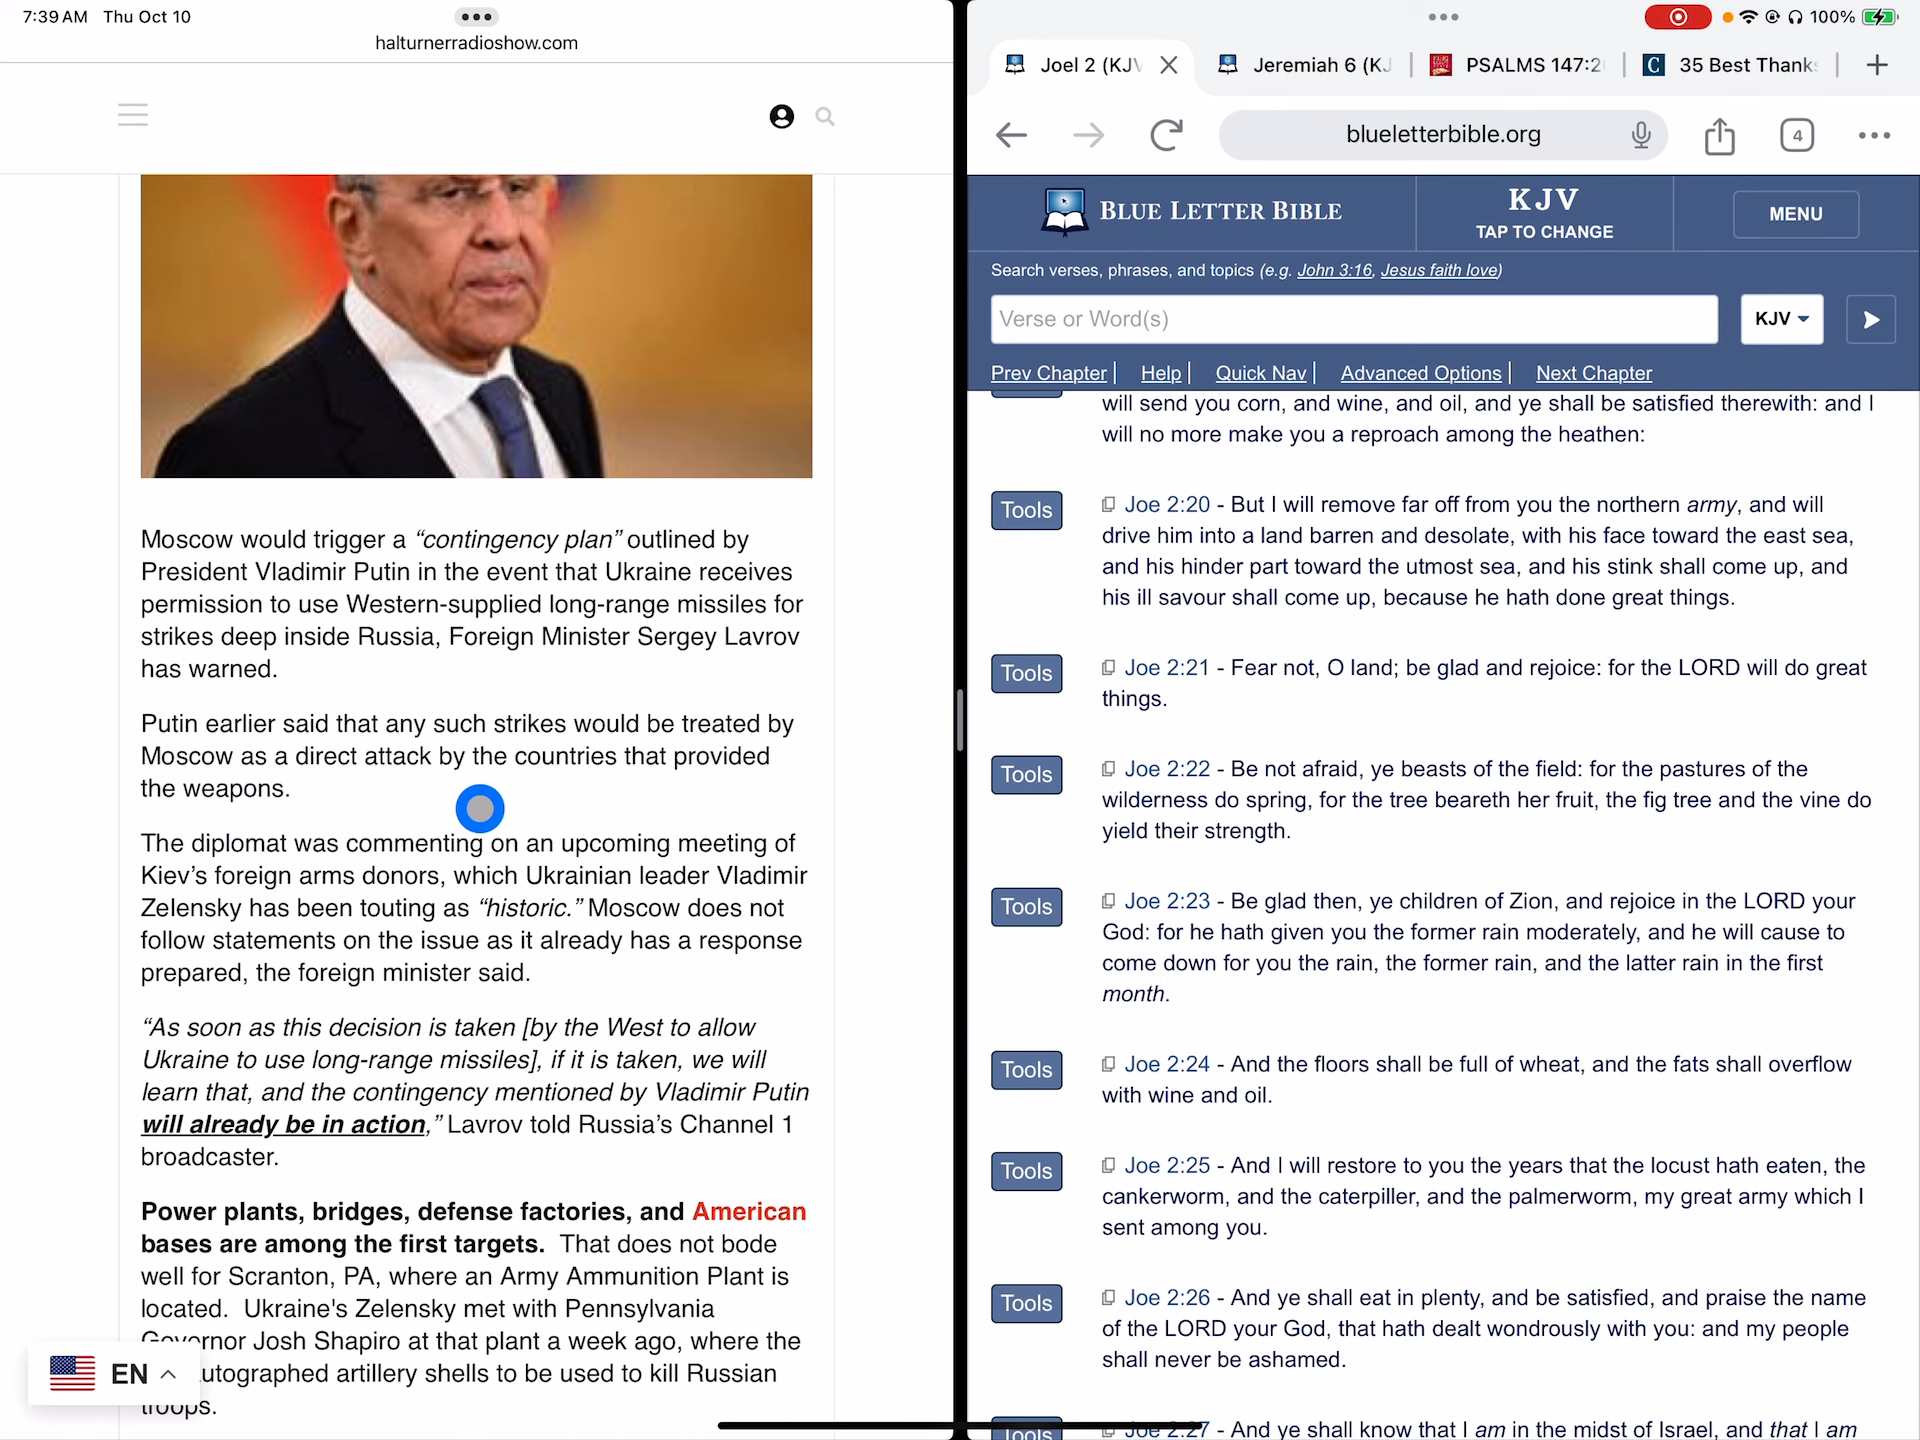 7:39 AM Thu Oct 10
halturnerradioshow.com
Moscow would trigger a “contingency plan” outlined by
President Vladimir Putin in the event that Ukraine receives
permission to use Western-supplied long-range missiles for
strikes deep inside Russia, Foreign Minister Sergey Lavrov
has warned.
Putin earlier said that any such strikes would be treated by
Moscow as a direct attack by the countries that provided
the weapons.
The diplomat was commenting on an upcoming meeting of
Kiev’s foreign arms donors, which Ukrainian leader Vladimir
Zelensky has been touting as “historic.” Moscow does not
follow statements on the issue as it already has a response
prepared, the foreign minister said.
“As soon as this decision is taken [by the West to allow
Ukraine to use long-range missiles], if it is taken, we will
learn that, and the contingency mentioned by Vladimir Putin
will already be in action,” Lavrov told Russia’s Channel 1
broadcaster.
Power plants, bridges, defense factories, and American
bases are among the first targets. That does not bode
well for Scranton, PA, where an Army Ammunition Plant is
located. Ukraine's Zelensky met with Pennsylvania
Governor Josh Shapiro at that plant a week ago, where the
utographed artillery shells to be used to kill Russian
troops.
EN
100%
Joel 2 (KJV
Jeremiah 6 (KJ
PSALMS 147:2
35 Best Thanks
blueletterbible.org
4
BLUE LETTER BIBLE
KJV
TAP TO CHANGE
MENU
Search verses, phrases, and topics (e.g. John 3:16, Jesus faith love)
Verse or Word(s)
KJV
Prev Chapter | Help | Quick Nav | Advanced Options | Next Chapter
will send you corn, and wine, and oil, and ye shall be satisfied therewith: and I
will no more make you a reproach among the heathen:
Tools
Joe 2:20 - But I will remove far off from you the northern army, and will
drive him into a land barren and desolate, with his face toward the east sea,
and his hinder part toward the utmost sea, and his stink shall come up, and
his ill savour shall come up, because he hath done great things.
Tools
Joe 2:21 - Fear not, O land; be glad and rejoice: for the LORD will do great
things.
Tools
Joe 2:22 - Be not afraid, ye beasts of the field: for the pastures of the
wilderness do spring, for the tree beareth her fruit, the fig tree and the vine do
yield their strength.
Tools
Joe 2:23 - Be glad then, ye children of Zion, and rejoice in the LORD your
God: for he hath given you the former rain moderately, and he will cause to
come down for you the rain, the former rain, and the latter rain in the first
month.
Tools
Joe 2:24 - And the floors shall be full of wheat, and the fats shall overflow
with wine and oil.
Tools
Joe 2:25 - And I will restore to you the years that the locust hath eaten, the
cankerworm, and the caterpiller, and the palmerworm, my great army which I
sent among you.
Tools
Joe 2:26 - And ye shall eat in plenty, and be satisfied, and praise the name
of the LORD your God, that hath dealt wondrously with you: and my people
shall never be ashamed.
Tools
Joe 2:27 - And ye shall know that I am in the midst of Israel, and that I am